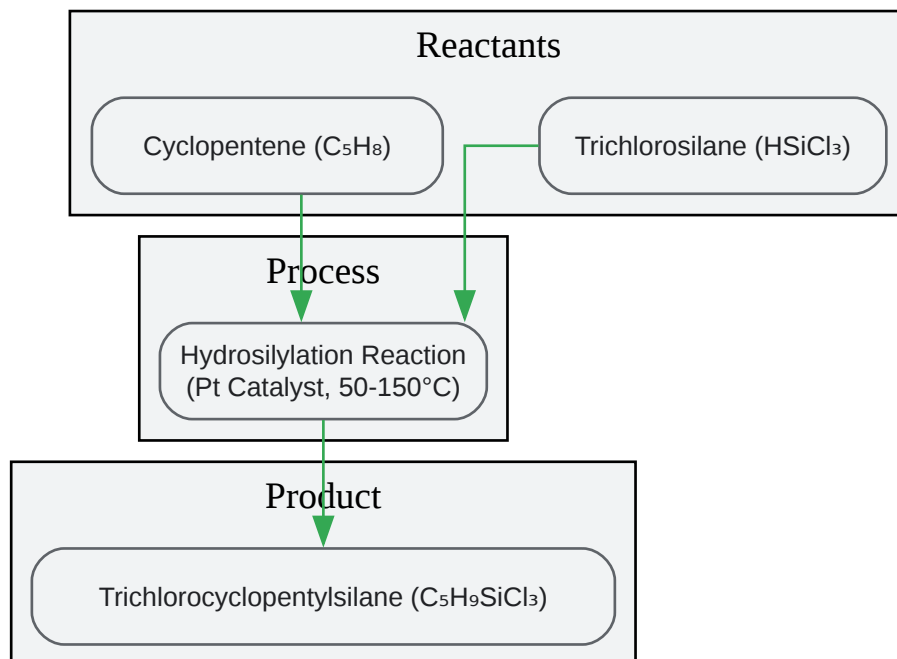 Reactants
Cyclopentene (C₅H₈)
Trichlorosilane (HSiCl₃)
Process
Hydrosilylation Reaction
(Pt Catalyst, 50-150°C)
Product
Trichlorocyclopentylsilane (C₅H₉SiCl₃)